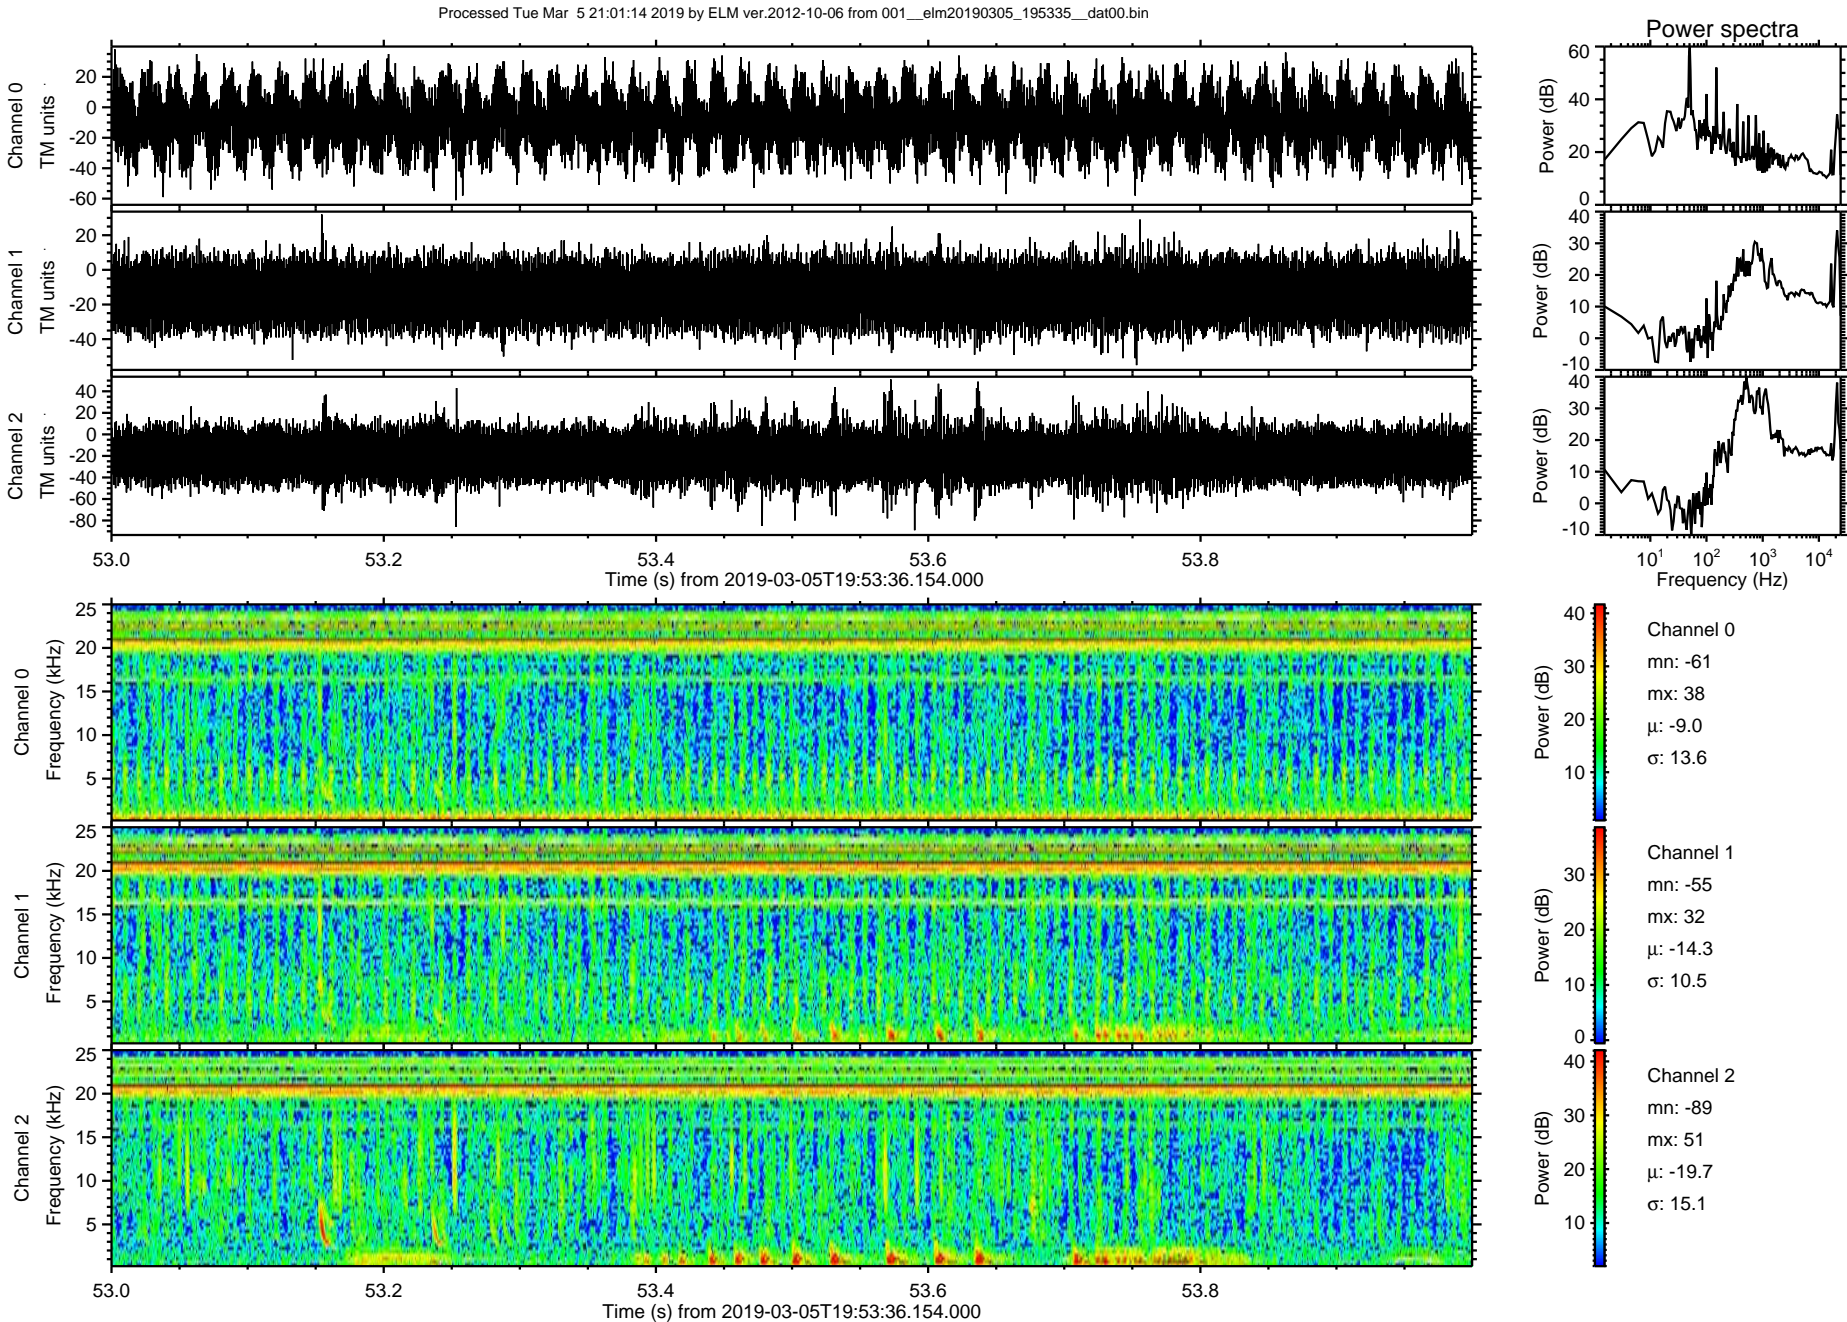 Processed Tue Mar  5 21:01:14 2019 by ELM ver.2012-10-06 from 001__elm20190305_195335__dat00.bin
Power spectra
Channel 0
TM units
20
0
-20
-40
-60
Power (dB)
60
40
20
0
Channel 1
TM units
20
0
-20
-40
Power (dB)
40
30
20
10
0
-10
Channel 2
TM units
40
20
0
-20
-40
-60
-80
Power (dB)
40
30
20
10
0
-10
53.0 53.2 53.4 53.6 53.8
Time (s) from 2019-03-05T19:53:36.154.000
10^1 10^2 10^3 10^4
Frequency (Hz)
Channel 0
Frequency (kHz)
25
20
15
10
5
Power (dB)
40
30
20
10
Channel 0
mn: -61
mx: 38
μ: -9.0
σ: 13.6
Channel 1
Frequency (kHz)
25
20
15
10
5
Power (dB)
30
20
10
0
Channel 1
mn: -55
mx: 32
μ: -14.3
σ: 10.5
Channel 2
Frequency (kHz)
25
20
15
10
5
Power (dB)
40
30
20
10
Channel 2
mn: -89
mx: 51
μ: -19.7
σ: 15.1
53.0 53.2 53.4 53.6 53.8
Time (s) from 2019-03-05T19:53:36.154.000